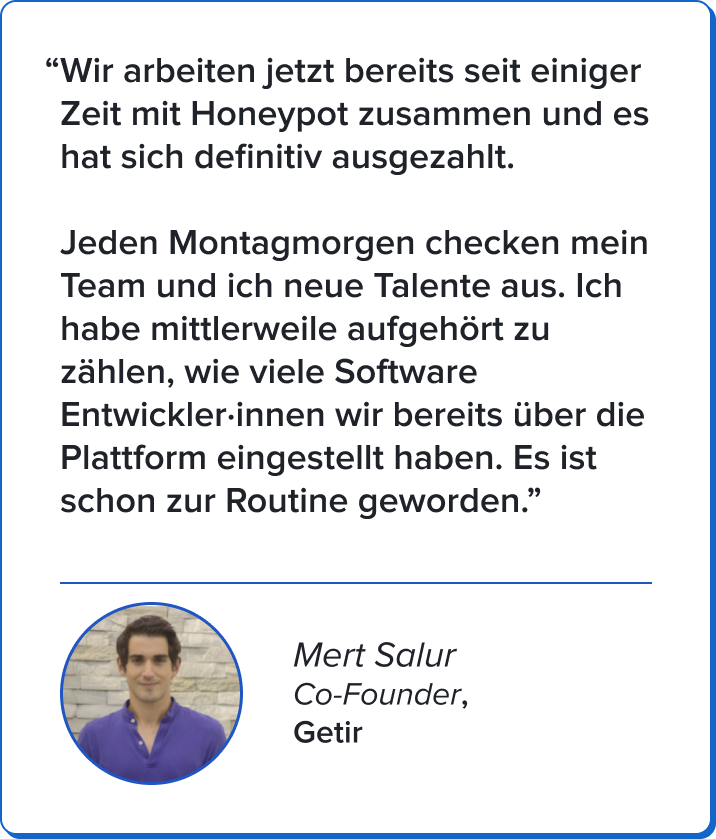 “Wir arbeiten jetzt bereits seit einiger
Zeit mit Honeypot zusammen und es
hat sich definitiv ausgezahlt.
Jeden Montagmorgen checken mein
Team und ich neue Talente aus. Ich
habe mittlerweile aufgehört zu
zählen, wie viele Software
Entwickler·innen wir bereits über die
Plattform eingestellt haben. Es ist
schon zur Routine geworden.”
Mert Salur
Co-Founder,
Getir